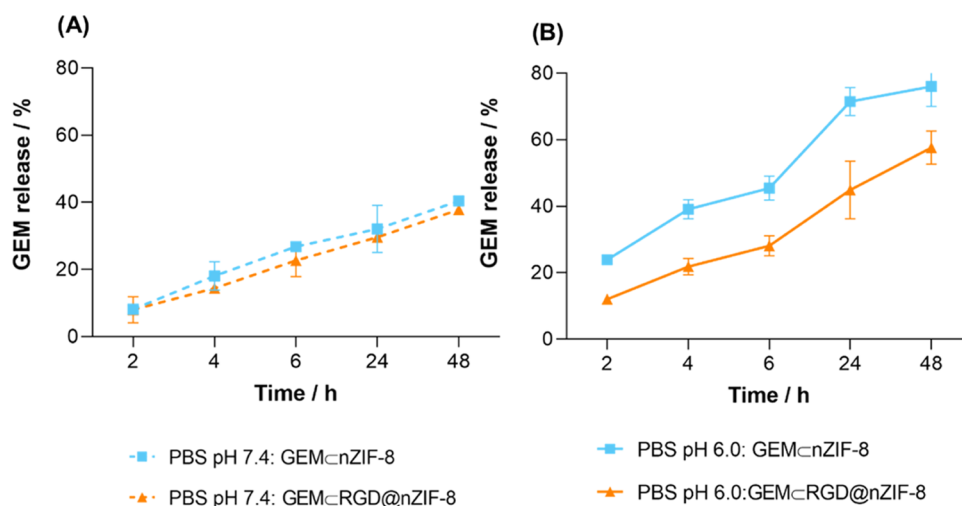 (A)
GEM release / %
80
60
40
20
0
2 4 6 24 48
Time / h
PBS pH 7.4: GEM⊂nZIF-8
PBS pH 7.4: GEM⊂RGD@nZIF-8
(B)
GEM release / %
80
60
40
20
0
2 4 6 24 48
Time / h
PBS pH 6.0: GEM⊂nZIF-8
PBS pH 6.0:GEM⊂RGD@nZIF-8